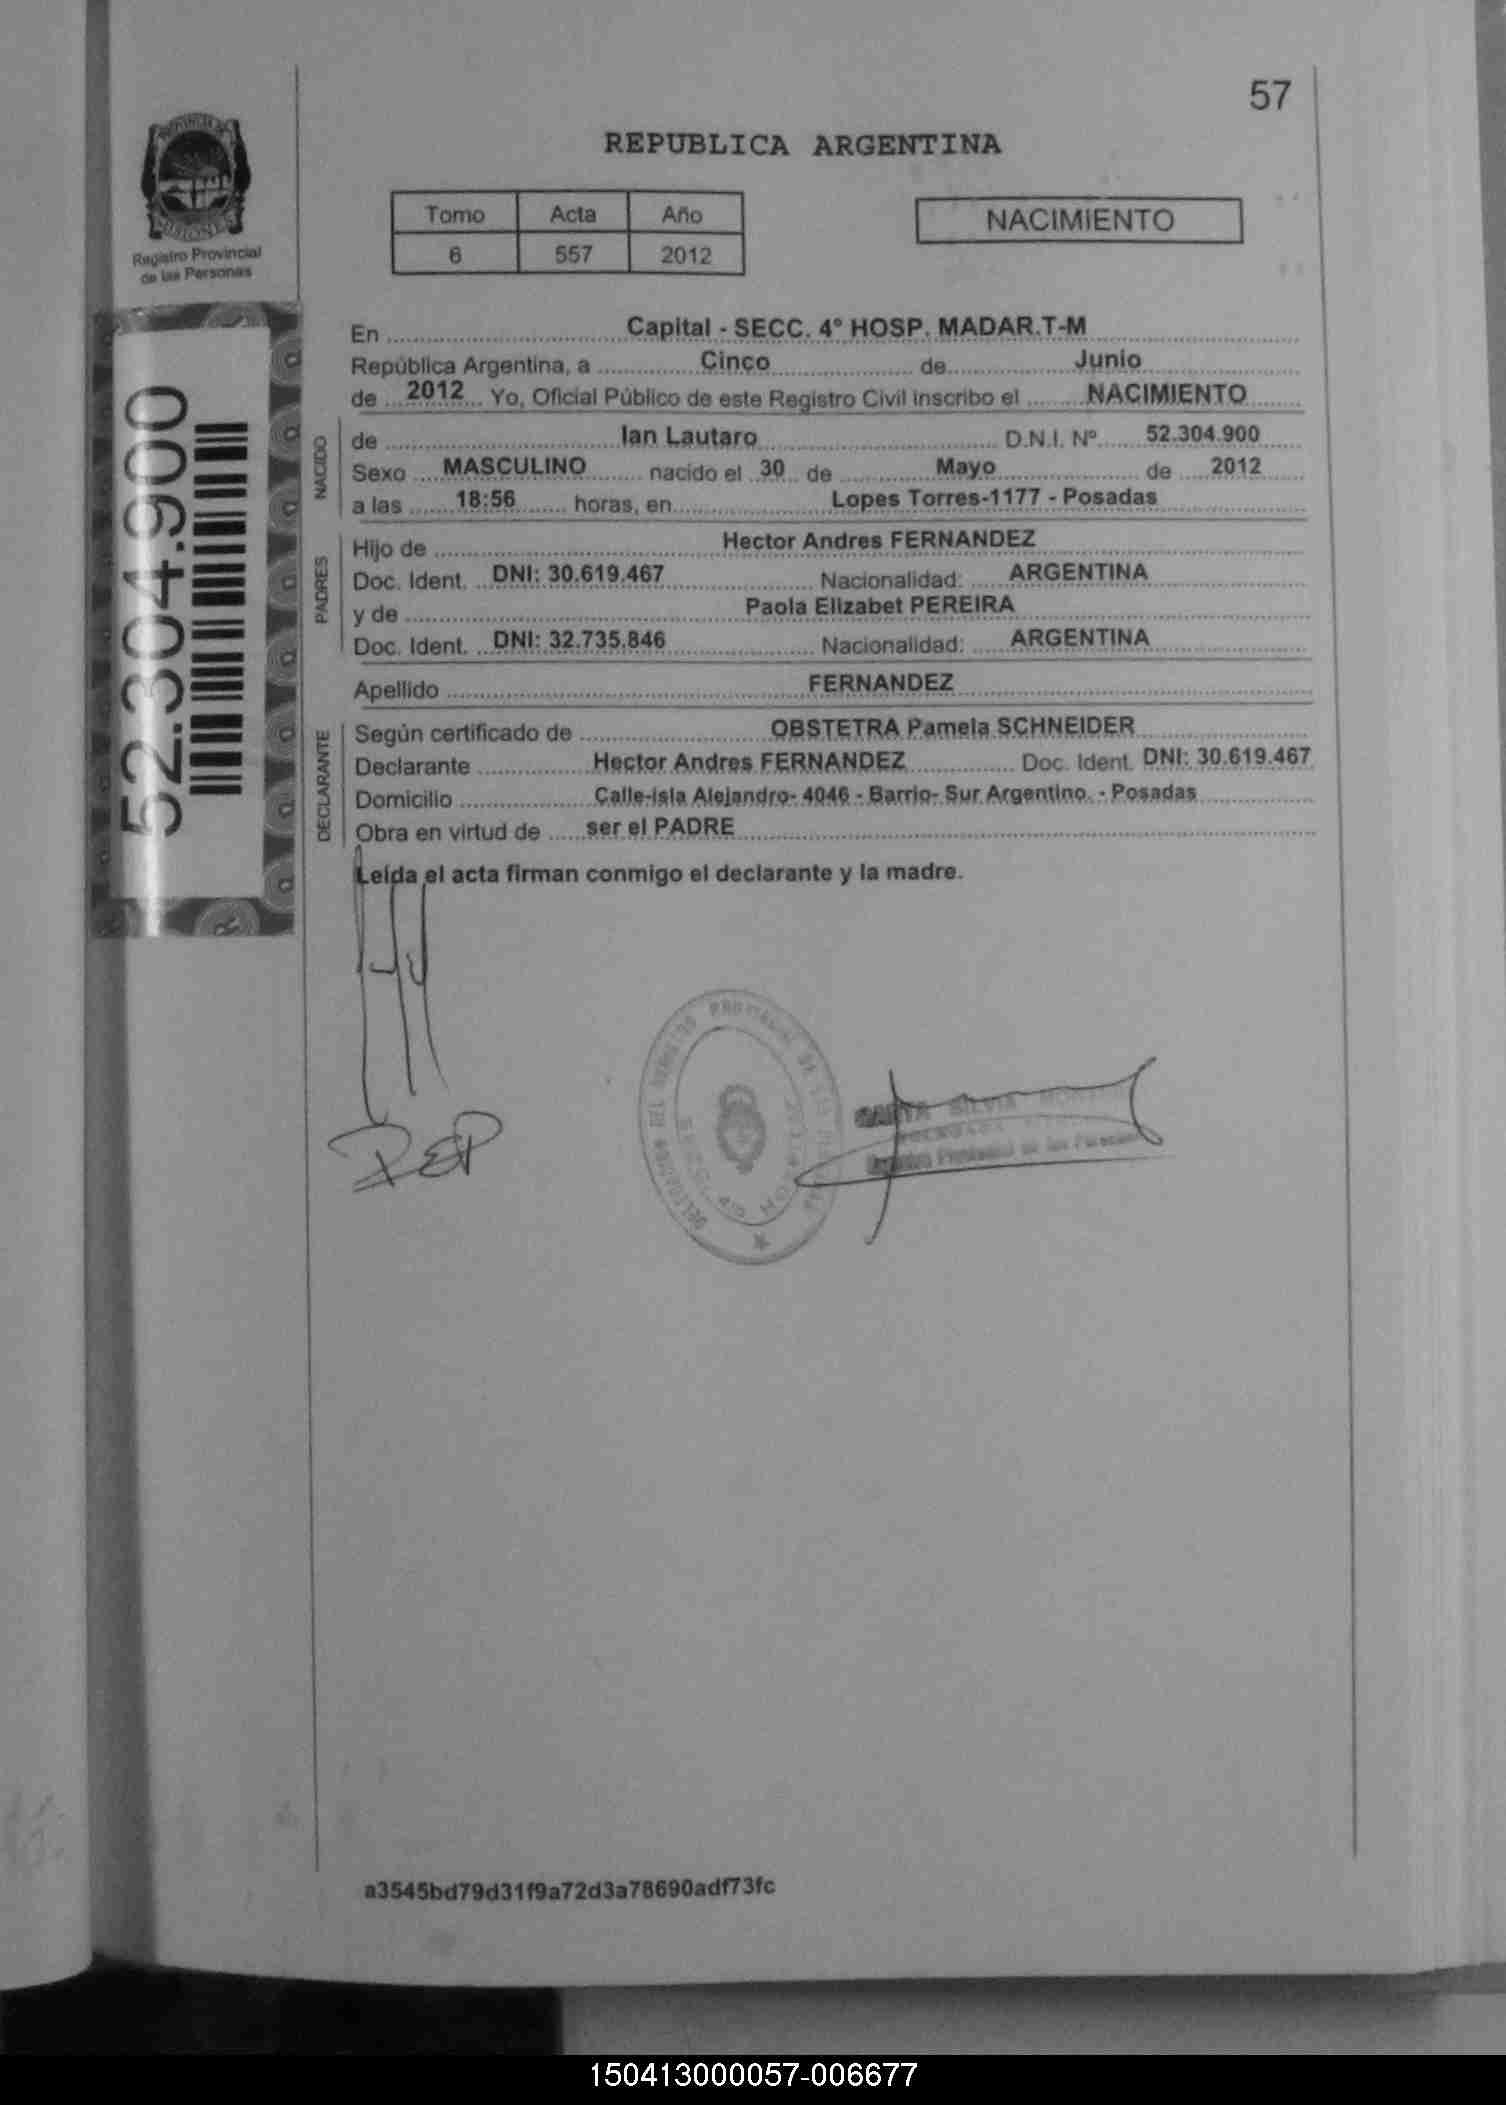 57
REPUBLICA ARGENTINA
Registro Provincial
de las Personas
Tomo Acta Año
6 557 2012
NACIMIENTO
52.304.900
En Capital - SECC. 4° HOSP. MADAR.T-M
República Argentina, a Cinco de Junio
de 2012 Yo, Oficial Público de este Registro Civil inscribo el NACIMIENTO
NACIDO
de Ian Lautaro D.N.I. Nº 52.304.900
Sexo MASCULINO nacido el 30 de Mayo de 2012
a las 18:56 horas, en Lopes Torres-1177 - Posadas
PADRES
Hijo de Hector Andres FERNANDEZ
Doc. Ident. DNI: 30.619.467 Nacionalidad: ARGENTINA
y de Paola Elizabet PEREIRA
Doc. Ident. DNI: 32.735.846 Nacionalidad: ARGENTINA
Apellido FERNANDEZ
DECLARANTE
Según certificado de OBSTETRA Pamela SCHNEIDER
Declarante Hector Andres FERNANDEZ Doc. Ident. DNI: 30.619.467
Domicilio Calle-Isla Alejandro- 4046 - Barrio- Sur Argentino. - Posadas
Obra en virtud de ser el PADRE
Leída el acta firman conmigo el declarante y la madre.
PEP
SILVIA
a3545bd79d31f9a72d3a78690adf73fc
150413000057-006677